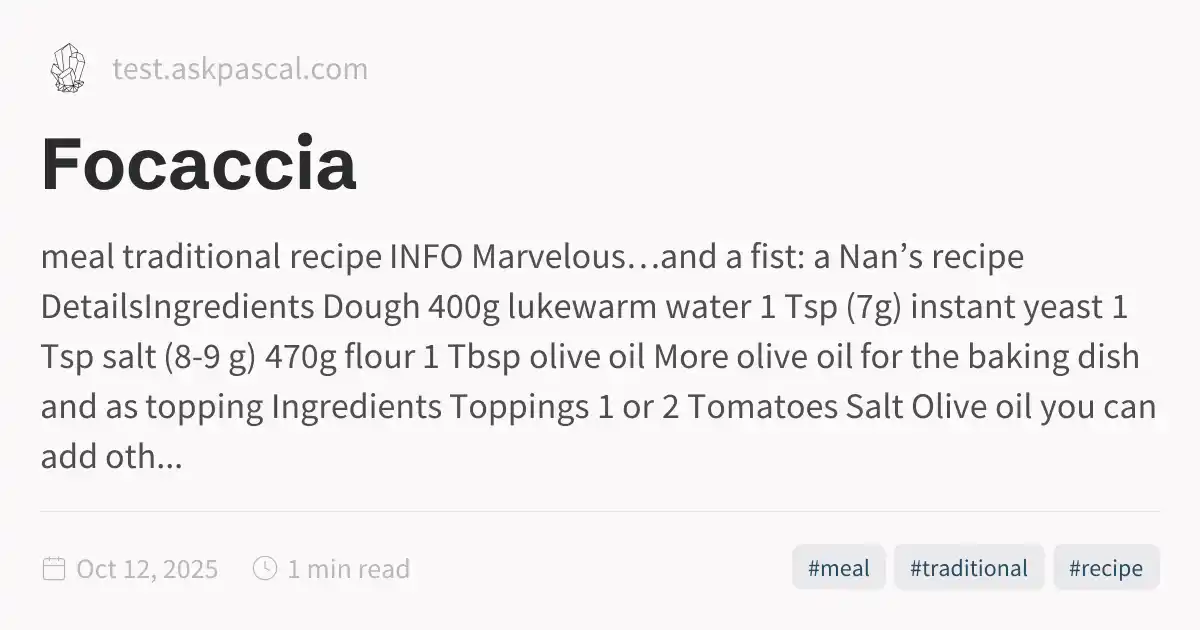 test.askpascal.com
Focaccia
meal traditional recipe INFO Marvelous…and a fist: a Nan’s recipe
DetailsIngredients Dough 400g lukewarm water 1 Tsp (7g) instant yeast 1
Tsp salt (8-9 g) 470g flour 1 Tbsp olive oil More olive oil for the baking dish
and as topping Ingredients Toppings 1 or 2 Tomatoes Salt Olive oil you can
add oth...
Oct 12, 2025 1 min read #meal #traditional #recipe